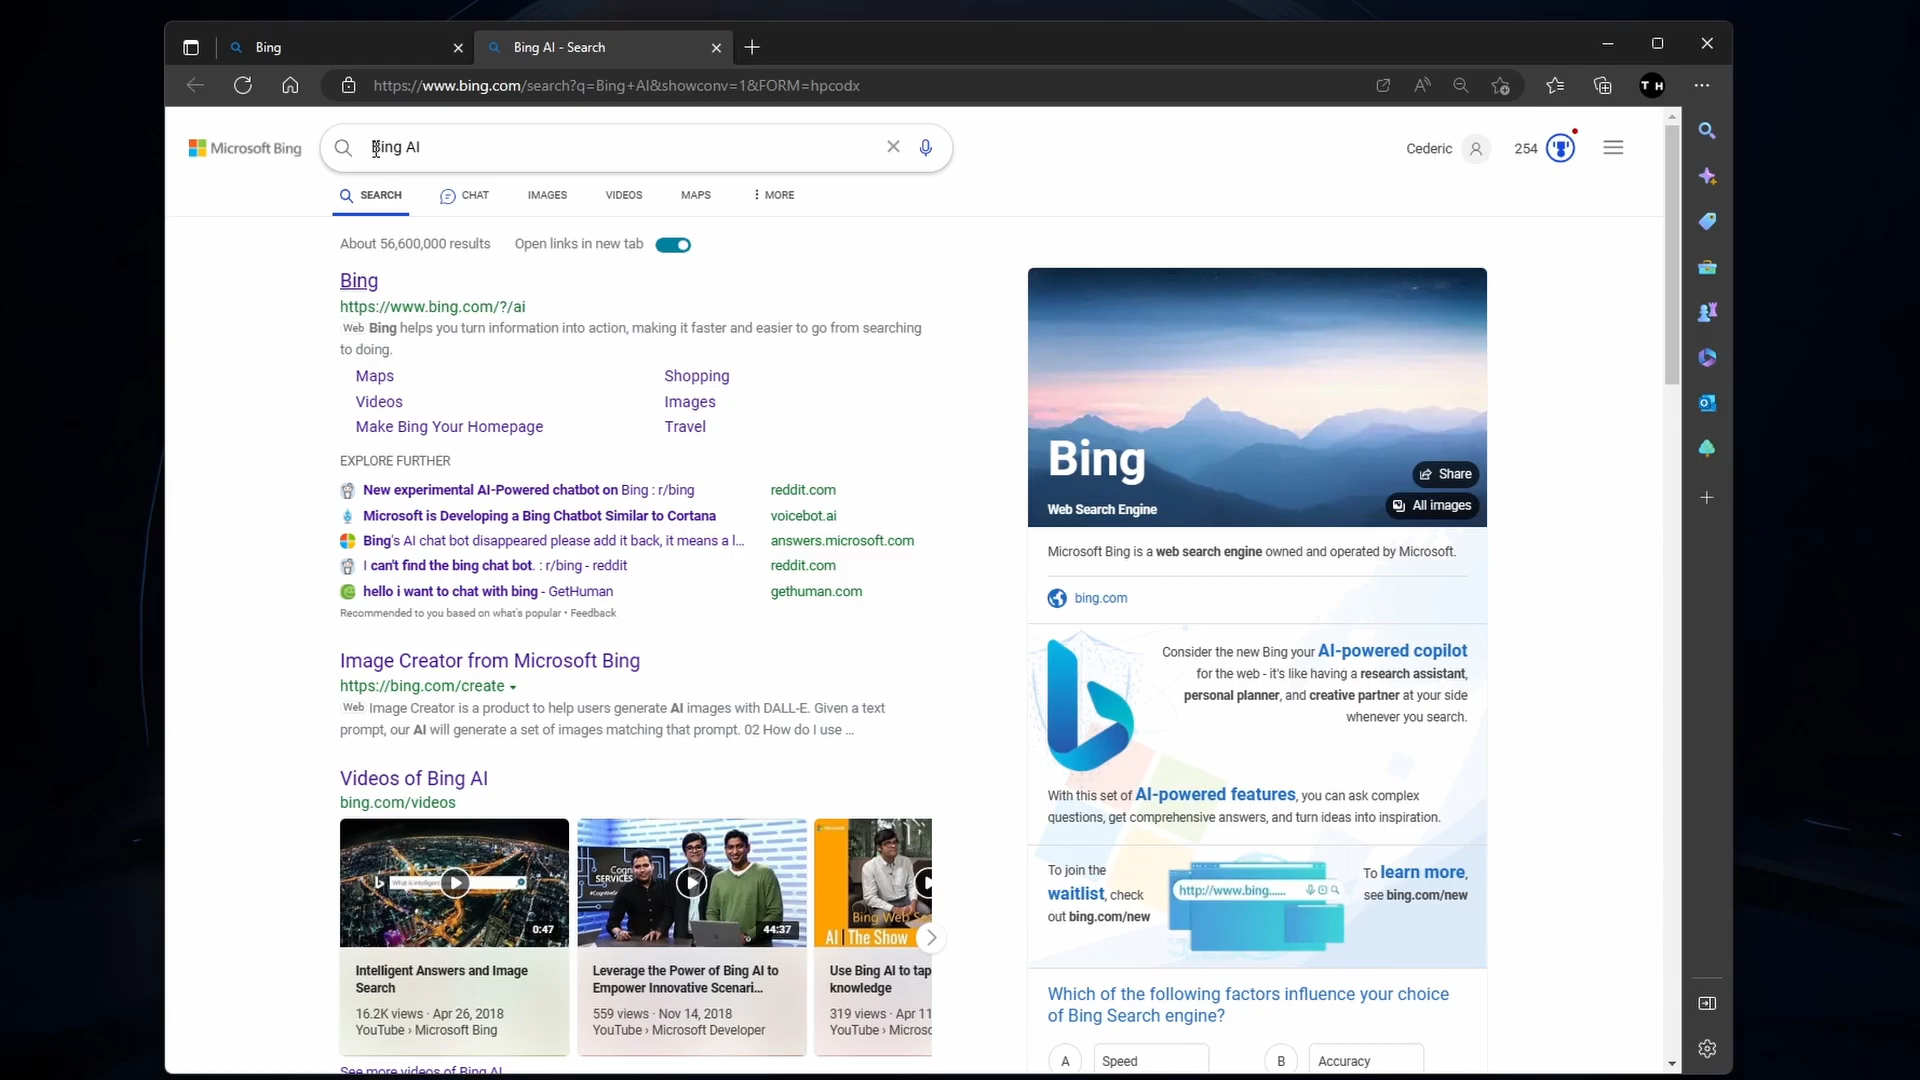 Bing
Bing AI - Search
https://www.bing.com/search?q=Bing+AI&showconv=1&FORM=hpcodx
T H
Microsoft Bing
Bing AI
Cederic
254
SEARCH
CHAT
IMAGES
VIDEOS
MAPS
MORE
About 56,600,000 results
Open links in new tab
Bing
https://www.bing.com/?/ai
Web Bing helps you turn information into action, making it faster and easier to go from searching
to doing.
Maps
Shopping
Videos
Images
Make Bing Your Homepage
Travel
EXPLORE FURTHER
New experimental AI-Powered chatbot on Bing : r/bing
reddit.com
Microsoft is Developing a Bing Chatbot Similar to Cortana
voicebot.ai
Bing's AI chat bot disappeared please add it back, it means a l...
answers.microsoft.com
I can't find the bing chat bot. : r/bing - reddit
reddit.com
hello i want to chat with bing - GetHuman
gethuman.com
Recommended to you based on what's popular • Feedback
Image Creator from Microsoft Bing
https://bing.com/create
Web Image Creator is a product to help users generate AI images with DALL-E. Given a text
prompt, our AI will generate a set of images matching that prompt. 02 How do I use ...
Videos of Bing AI
bing.com/videos
0:47
COGNITIVE SERVICES
44:37
Bing Web
AI | The Show
Intelligent Answers and Image
Search
16.2K views · Apr 26, 2018
YouTube › Microsoft Bing
Leverage the Power of Bing AI to
Empower Innovative Scenari...
559 views · Nov 14, 2018
YouTube › Microsoft Developer
Use Bing AI to tap
knowledge
319 views · Apr 11
YouTube › Micros
See more videos of Bing AI
Bing
Web Search Engine
Share
All images
Microsoft Bing is a web search engine owned and operated by Microsoft.
bing.com
Consider the new Bing your AI-powered copilot
for the web - it's like having a research assistant,
personal planner, and creative partner at your side
whenever you search.
With this set of AI-powered features, you can ask complex
questions, get comprehensive answers, and turn ideas into inspiration.
To join the
waitlist, check
out bing.com/new
http://www.bing......
To learn more,
see bing.com/new
Which of the following factors influence your choice
of Bing Search engine?
A
Speed
B
Accuracy